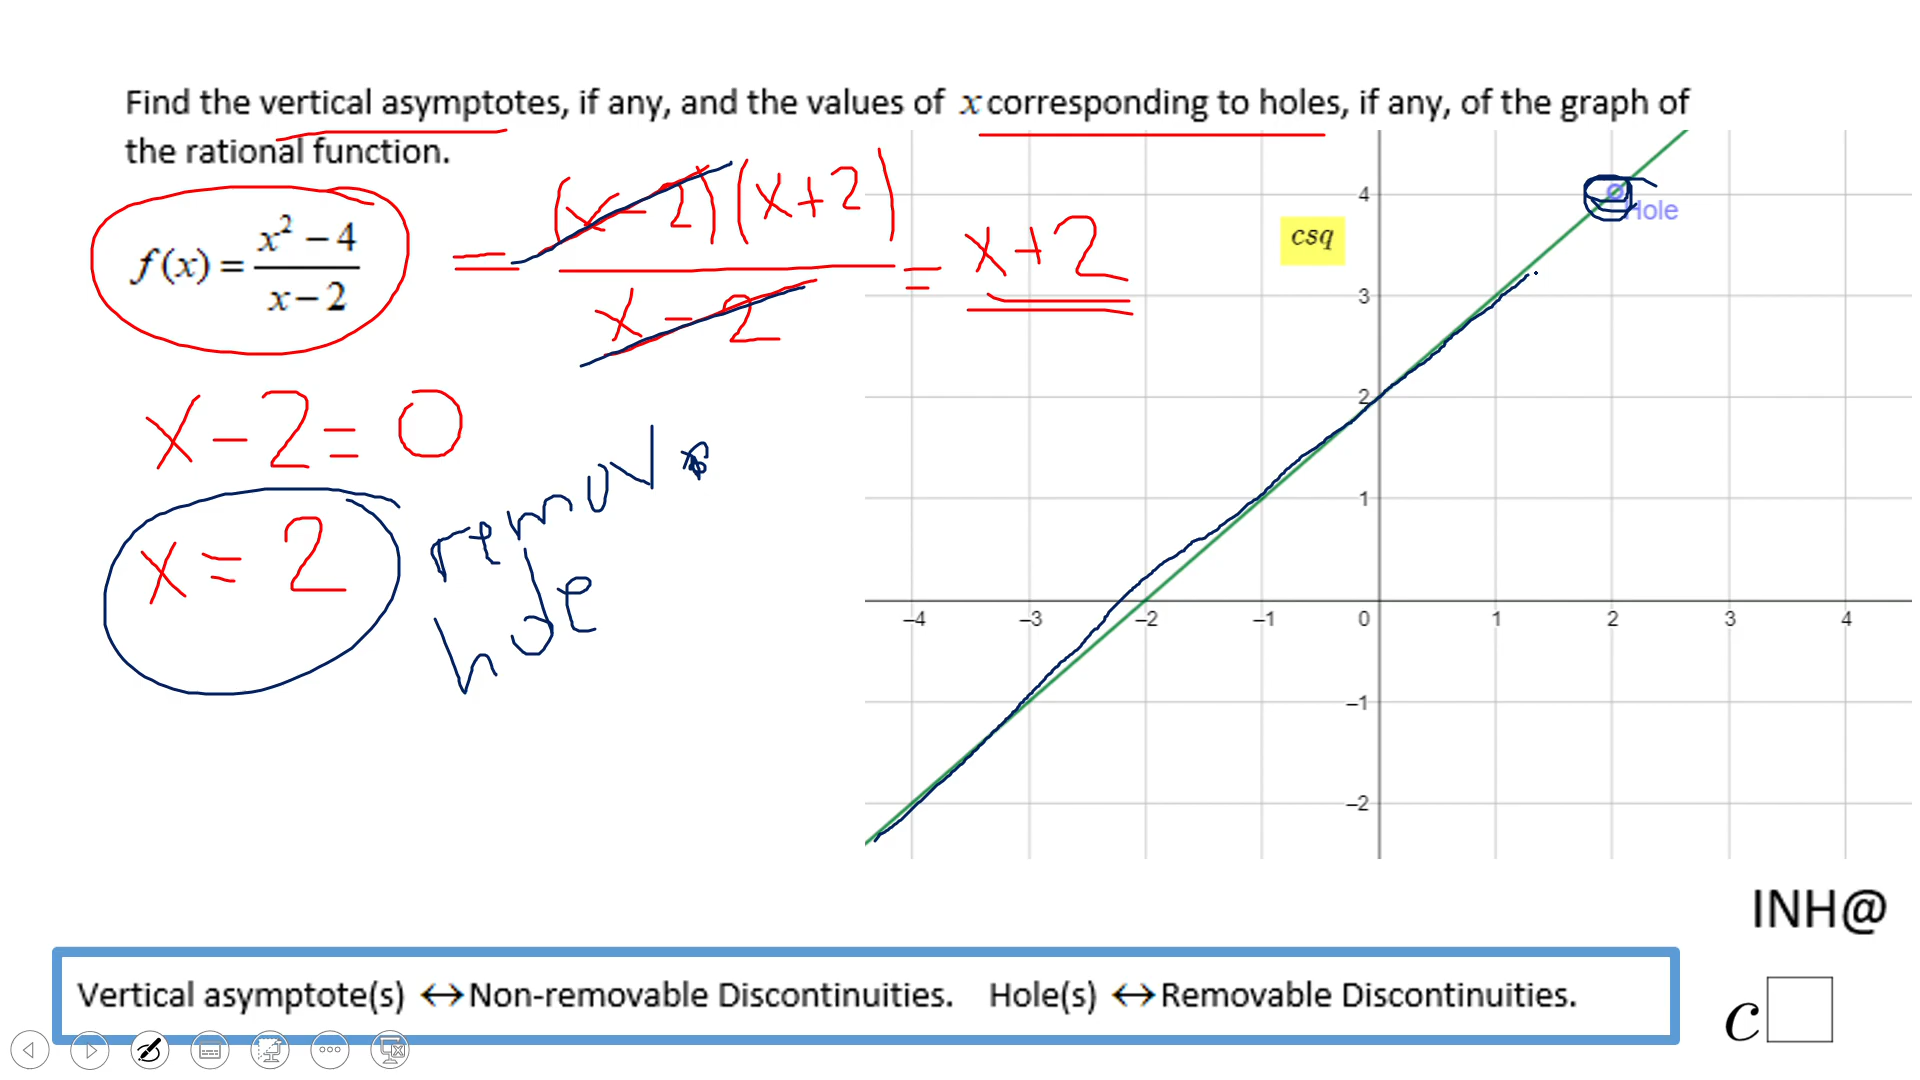 Find the vertical asymptotes, if any, and the values of x corresponding to holes, if any, of the graph of
the rational function.
f(x) = x² − 4 / x − 2
= (x − 2)(x + 2) / x − 2 = x + 2
x − 2 = 0
x = 2
remov
hole
csq
Hole
4
3
2
1
−4 −3 −2 −1 0 1 2 3 4
−1
−2
INH@
Vertical asymptote(s) ↔ Non-removable Discontinuities. Hole(s) ↔ Removable Discontinuities.
c